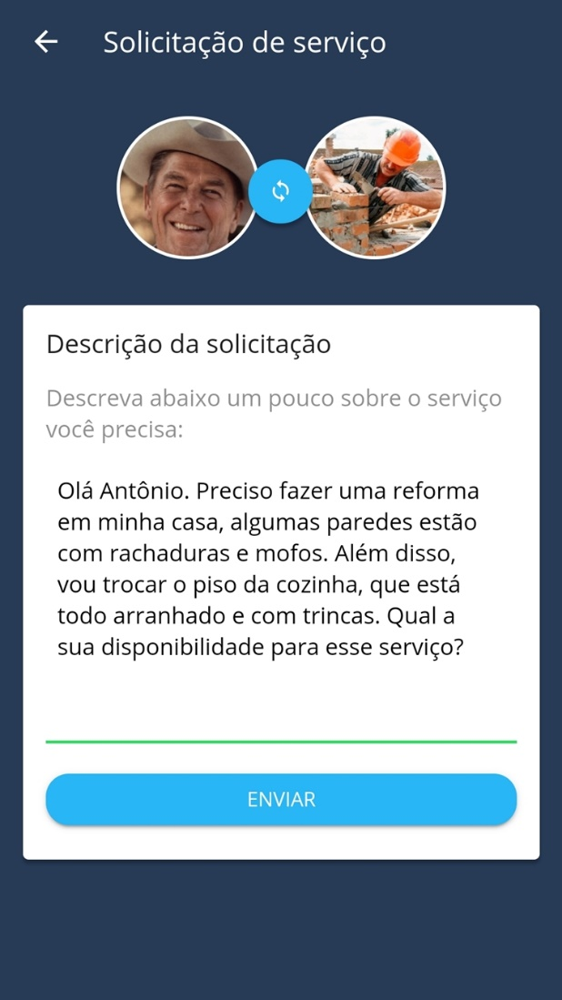 Solicitação de serviço
Descrição da solicitação
Descreva abaixo um pouco sobre o serviço
você precisa:
Olá Antônio. Preciso fazer uma reforma
em minha casa, algumas paredes estão
com rachaduras e mofos. Além disso,
vou trocar o piso da cozinha, que está
todo arranhado e com trincas. Qual a
sua disponibilidade para esse serviço?
ENVIAR